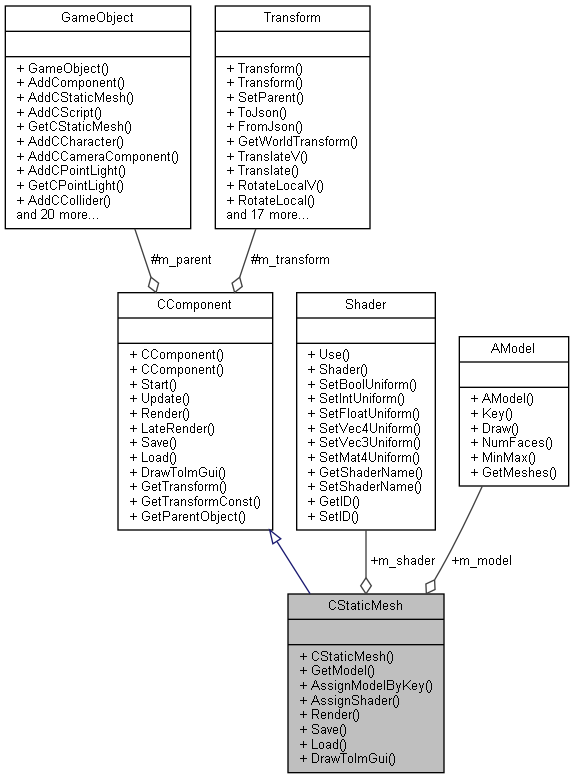 GameObject
+ GameObject()
+ AddComponent()
+ AddCStaticMesh()
+ AddCScript()
+ GetCStaticMesh()
+ AddCCharacter()
+ AddCCameraComponent()
+ AddCPointLight()
+ GetCPointLight()
+ AddCCollider()
and 20 more...
Transform
+ Transform()
+ Transform()
+ SetParent()
+ ToJson()
+ FromJson()
+ GetWorldTransform()
+ TranslateV()
+ Translate()
+ RotateLocalV()
+ RotateLocal()
and 17 more...
#m_parent
#m_transform
CComponent
+ CComponent()
+ CComponent()
+ Start()
+ Update()
+ Render()
+ LateRender()
+ Save()
+ Load()
+ DrawToImGui()
+ GetTransform()
+ GetTransformConst()
+ GetParentObject()
Shader
+ Use()
+ Shader()
+ SetBoolUniform()
+ SetIntUniform()
+ SetFloatUniform()
+ SetVec4Uniform()
+ SetVec3Uniform()
+ SetMat4Uniform()
+ GetShaderName()
+ SetShaderName()
+ GetID()
+ SetID()
AModel
+ AModel()
+ Key()
+ Draw()
+ NumFaces()
+ MinMax()
+ GetMeshes()
+m_shader
+m_model
CStaticMesh
+ CStaticMesh()
+ GetModel()
+ AssignModelByKey()
+ AssignShader()
+ Render()
+ Save()
+ Load()
+ DrawToImGui()